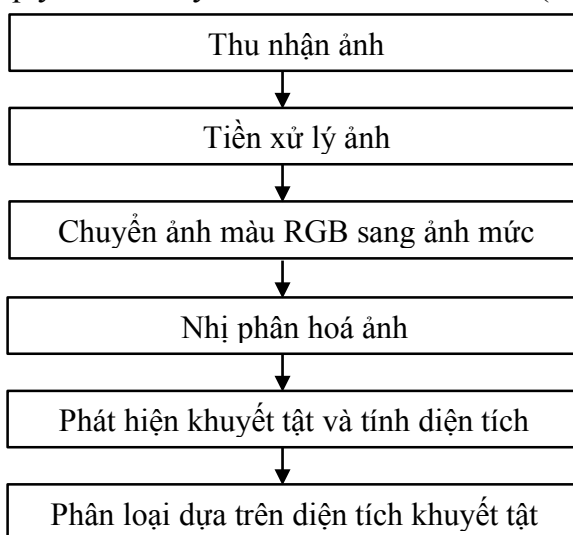 Thu nhận ảnh
Tiền xử lý ảnh
Chuyển ảnh màu RGB sang ảnh mức
Nhị phân hoá ảnh
Phát hiện khuyết tật và tính diện tích
Phân loại dựa trên diện tích khuyết tật